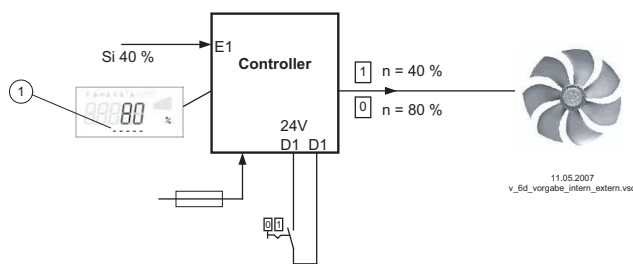 Si 40 %
E1
Controller
1 n = 40 %
0 n = 80 %
1
80
%
24V
D1 D1
0 1
11.05.2007
v_6d_vorgabe_intern_extern.vsd